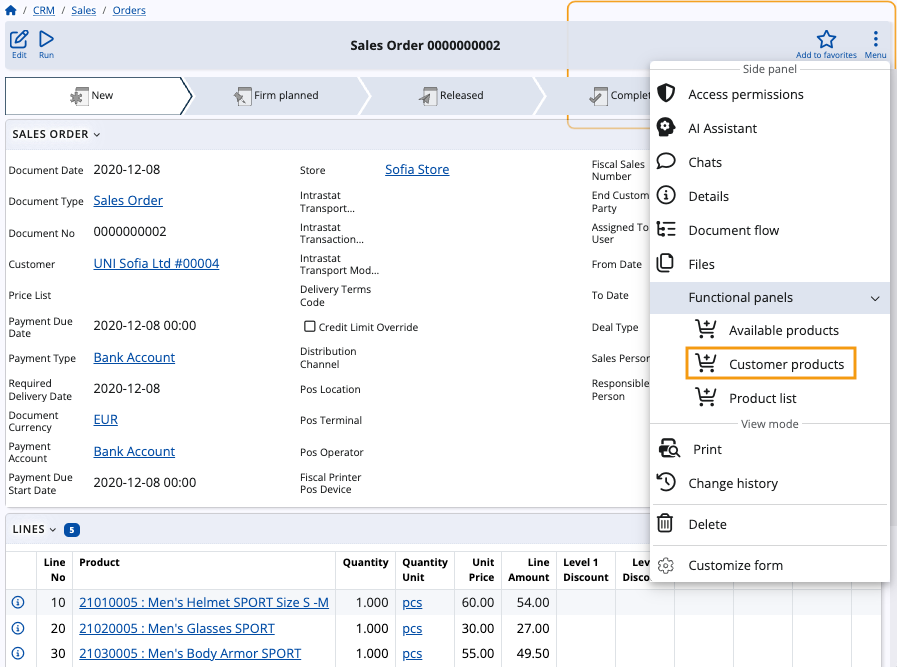 / CRM / Sales / Orders
Edit
Run
Sales Order 0000000002
Add to favorites
Menu
New
Firm planned
Released
Complet
SALES ORDER
Document Date 2020-12-08
Document Type Sales Order
Document No 0000000002
Customer UNI Sofia Ltd #00004
Price List
Payment Due
Date
2020-12-08 00:00
Payment Type Bank Account
Required
Delivery Date
2020-12-08
Document
Currency
EUR
Payment
Account
Bank Account
Payment Due
Start Date
2020-12-08 00:00
Store Sofia Store
Intrastat
Transport...
Intrastat
Transaction...
Intrastat
Transport Mod...
Delivery Terms
Code
Credit Limit Override
Distribution
Channel
Pos Location
Pos Terminal
Pos Operator
Fiscal Printer
Pos Device
Fiscal Sales
Number
End Custom
Party
Assigned To
User
From Date
To Date
Deal Type
Sales Person
Responsible
Person
Side panel
Access permissions
AI Assistant
Chats
Details
Document flow
Files
Functional panels
Available products
Customer products
Product list
View mode
Print
Change history
Delete
Customize form
LINES 5
Line
No
Product
Quantity
Quantity
Unit
Unit
Price
Line
Amount
Level 1
Discount
Lev
Disco
10 21010005 : Men's Helmet SPORT Size S -M 1.000 pcs 60.00 54.00
20 21020005 : Men's Glasses SPORT 1.000 pcs 30.00 27.00
30 21030005 : Men's Body Armor SPORT 1.000 pcs 55.00 49.50